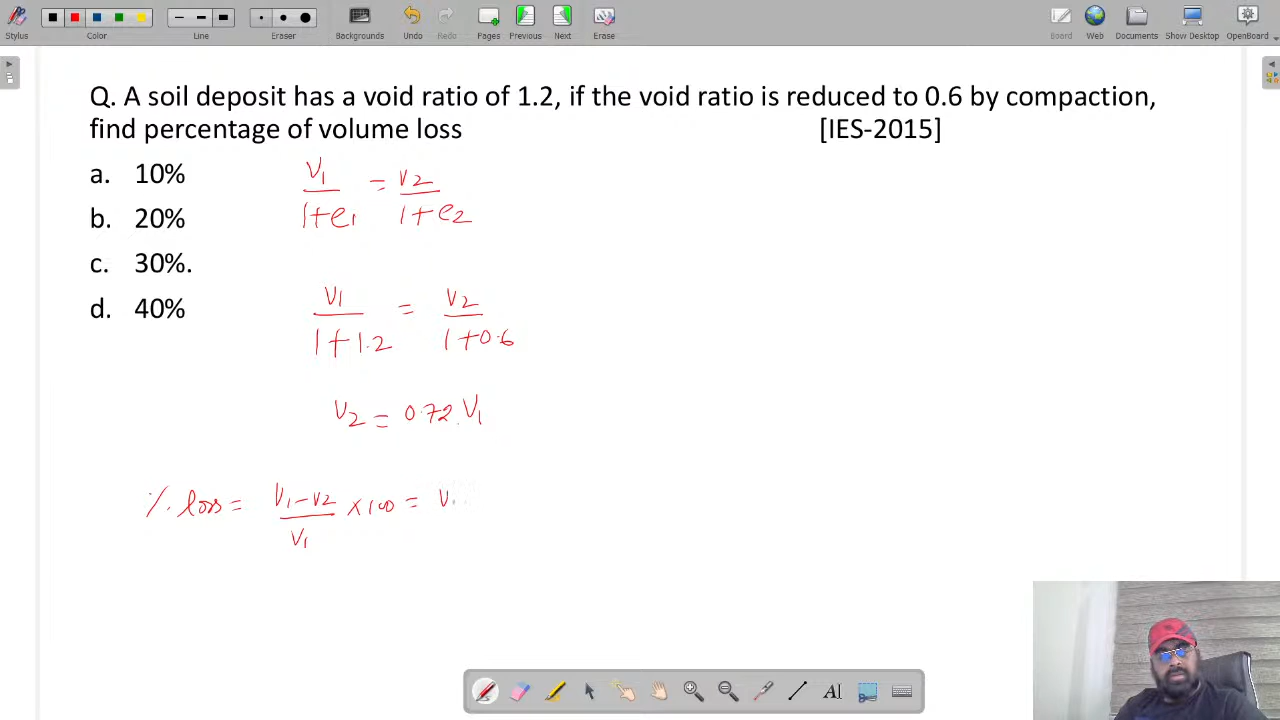 Stylus Color Line Eraser Backgrounds Undo Redo Pages Previous Next Erase Board Web Documents Show Desktop OpenBoard
Q. A soil deposit has a void ratio of 1.2, if the void ratio is reduced to 0.6 by compaction,
find percentage of volume loss [IES-2015]
a. 10%
b. 20%
c. 30%.
d. 40%
V1/1+e1 = V2/1+e2
V1/1+1.2 = V2/1+0.6
V2 = 0.72 V1
% loss = V1-V2/V1 ×100 = V